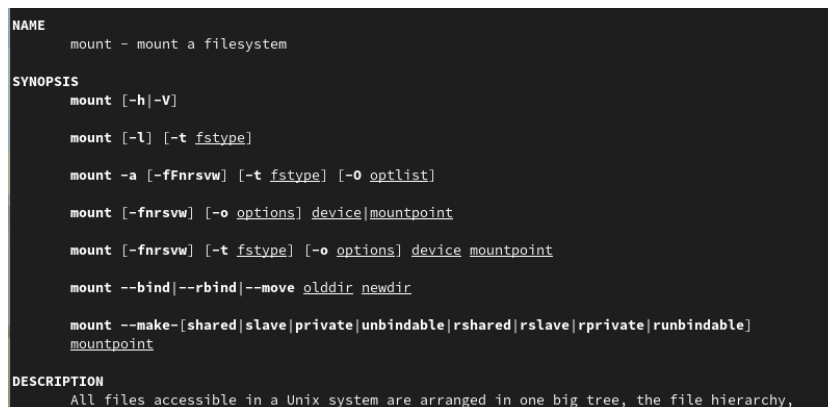 NAME
mount - mount a filesystem
SYNOPSIS
mount [-h|-V]
mount [-l] [-t fstype]
mount -a [-fFnrsvw] [-t fstype] [-O optlist]
mount [-fnrsvw] [-o options] device|mountpoint
mount [-fnrsvw] [-t fstype] [-o options] device mountpoint
mount --bind|--rbind|--move olddir newdir
mount --make-[shared|slave|private|unbindable|rshared|rslave|rprivate|runbindable]
mountpoint
DESCRIPTION
All files accessible in a Unix system are arranged in one big tree, the file hierarchy,